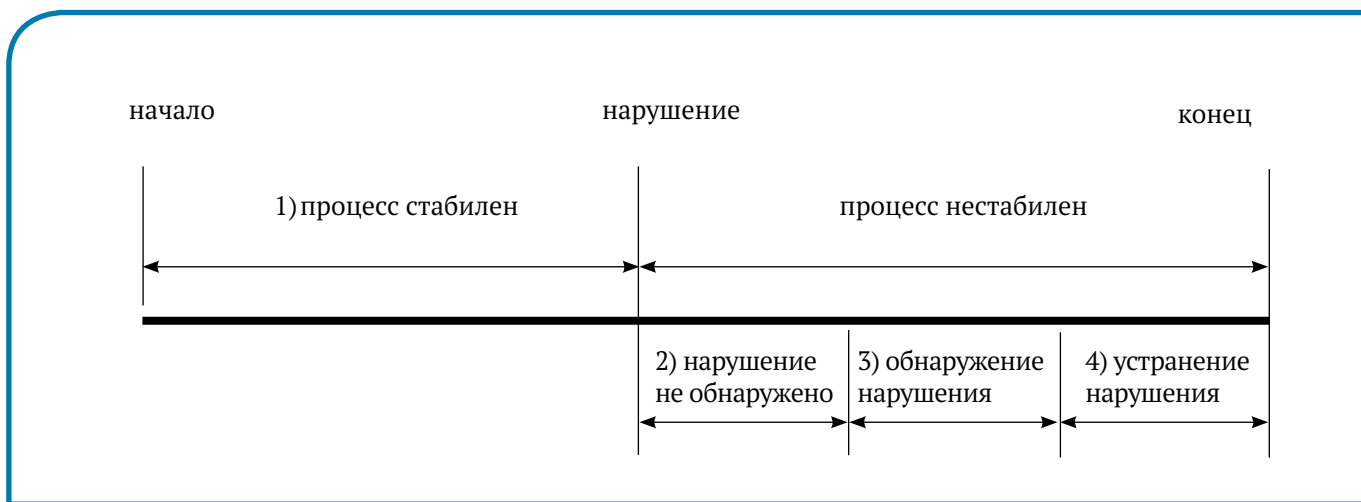 начало
нарушение
конец
1) процесс стабилен
процесс нестабилен
2) нарушение
не обнаружено
3) обнаружение
нарушения
4) устранение
нарушения